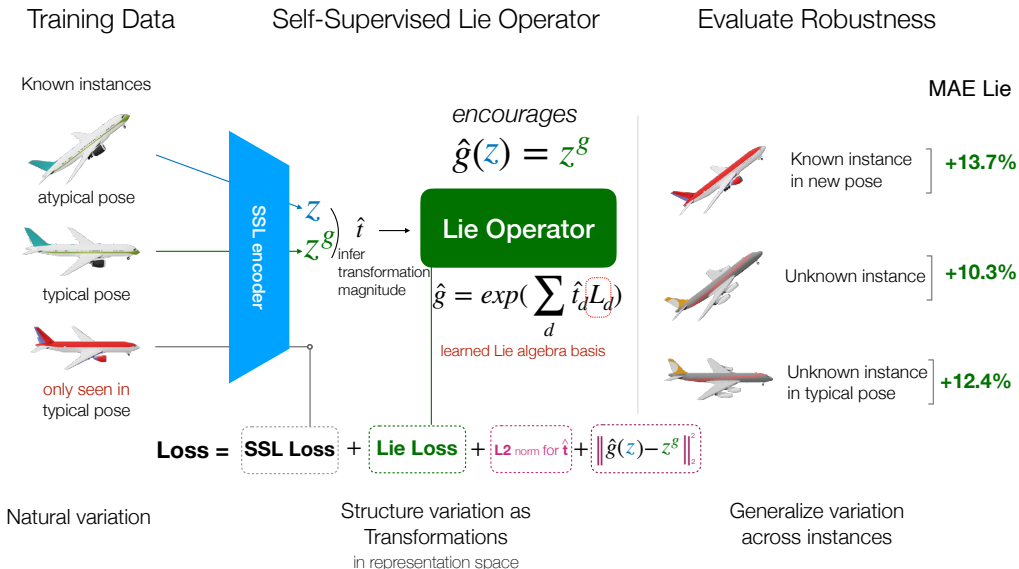 Training Data
Self-Supervised Lie Operator
Evaluate Robustness
Known instances
atypical pose
typical pose
only seen in
typical pose
SSL encoder
z
z^g
t̂
infer
transformation
magnitude
encourages
ĝ(z) = z^g
Lie Operator
ĝ = exp(∑_d t̂_d L_d)
learned Lie algebra basis
MAE Lie
Known instance
in new pose
+13.7%
Unknown instance
+10.3%
Unknown instance
in typical pose
+12.4%
Loss = SSL Loss + Lie Loss + L2 norm for t̂ + ‖ĝ(z)−z^g‖²₂
Natural variation
Structure variation as
Transformations
in representation space
Generalize variation
across instances